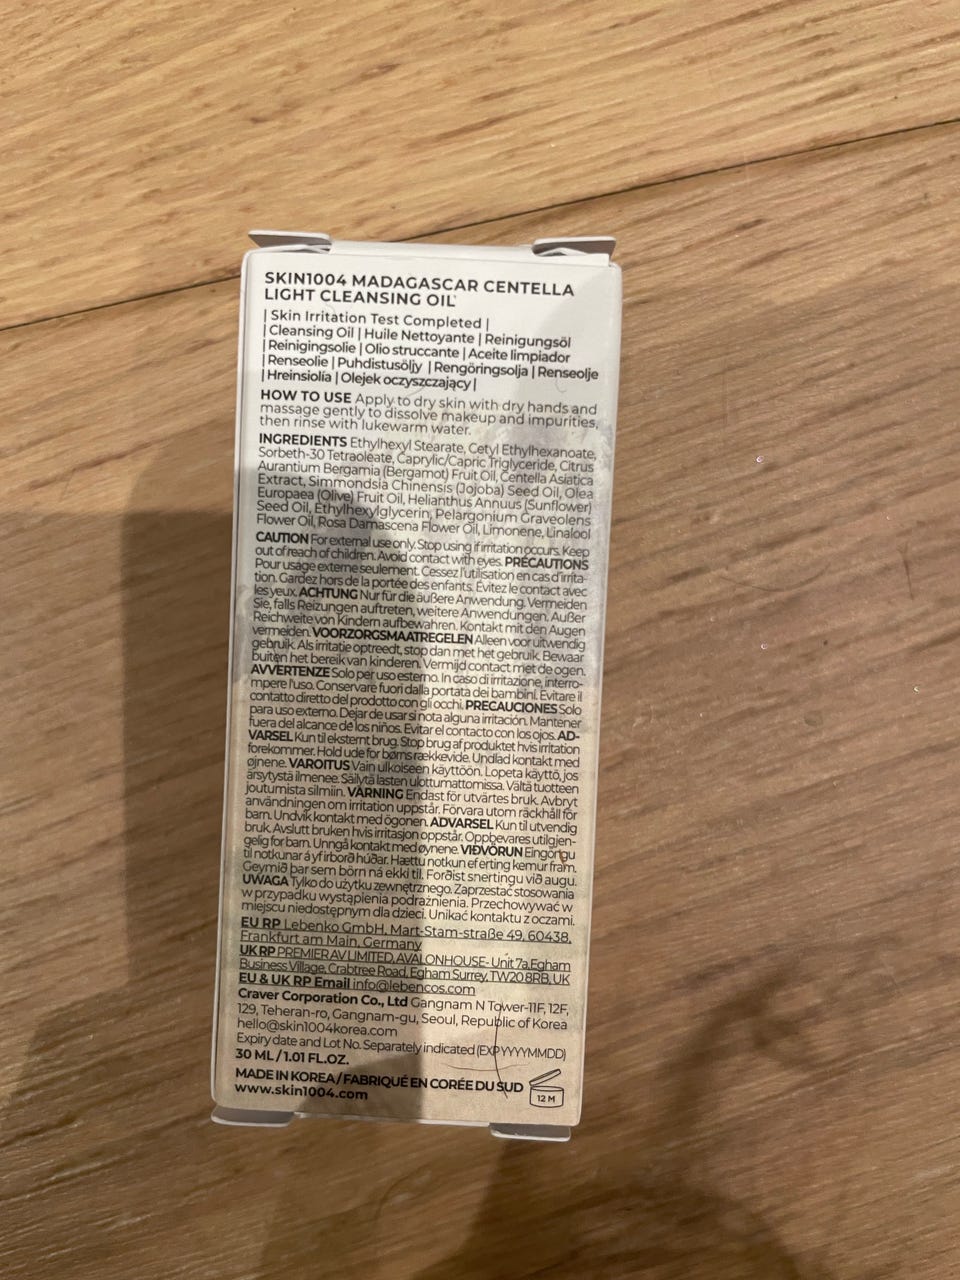 SKIN1004 MADAGASCAR CENTELLA
LIGHT CLEANSING OIL
| Skin Irritation Test Completed |
| Cleansing Oil | Huile Nettoyante | Reinigungsöl
| Reinigingsolie | Olio struccante | Aceite limpiador
| Renseolie | Puhdistusöljy | Rengöringsolja | Renseolje
| Hreinsiolía | Olejek oczyszczający |
HOW TO USE Apply to dry skin with dry hands and
massage gently to dissolve makeup and impurities,
then rinse with lukewarm water.
INGREDIENTS Ethylhexyl Stearate, Cetyl Ethylhexanoate,
Sorbeth-30 Tetraoleate, Caprylic/Capric Triglyceride, Citrus
Aurantium Bergamia (Bergamot) Fruit Oil, Centella Asiatica
Extract, Simmondsia Chinensis (Jojoba) Seed Oil, Olea
Europaea (Olive) Fruit Oil, Helianthus Annuus (Sunflower)
Seed Oil, Ethylhexylglycerin, Pelargonium Graveolens
Flower Oil, Rosa Damascena Flower Oil, Limonene, Linalool
CAUTION For external use only. Stop using if irritation occurs. Keep
out of reach of children. Avoid contact with eyes. PRÉCAUTIONS
Pour usage externe seulement. Cessez l'utilisation en cas d'irrita-
tion. Gardez hors de la portée des enfants. Evitez le contact avec
les yeux. ACHTUNG Nur für die äußere Anwendung. Vermeiden
Sie, falls Reizungen auftreten, weitere Anwendungen. Außer
Reichweite von Kindern aufbewahren. Kontakt mit den Augen
vermeiden. VOORZORGSMAATREGELEN Alleen voor uitwendig
gebruik. Als irritatie optreedt, stop dan met het gebruik. Bewaar
buiten het bereik van kinderen. Vermijd contact met de ogen.
AVVERTENZE Solo per uso esterno. In caso di irritazione, interro-
mpere l'uso. Conservare fuori dalla portata dei bambini. Evitare il
contatto diretto del prodotto con gli occhi. PRECAUCIONES Solo
para uso externo. Dejar de usar si nota alguna irritación. Mantener
fuera del alcance de los niños. Evitar el contacto con los ojos. AD-
VARSEL Kun til eksternt brug. Stop brug af produktet hvis irritation
forekommer. Hold ude for børns rækkevide. Undlad kontakt med
øjnene. VAROITUS Vain ulkoiseen käyttöön. Lopeta käyttö, jos
ärsytystä ilmenee. Säilytä lasten ulottumattomissa. Vältä tuotteen
joutumista silmiin. VARNING Endast för utvärtes bruk. Avbryt
användningen om irritation uppstår. Förvara utom räckhåll för
barn. Undvik kontakt med ögonen. ADVARSEL Kun til utvendig
bruk. Avslutt bruken hvis irritasjon oppstår. Oppbevares utilgjen-
gelig for barn. Unngå kontakt med øynene. VIÐVÖRUN Eingöngu
til notkunar á yfirborð húðar. Hættu notkun ef erting kemur fram.
Geymið þar sem börn ná ekki til. Forðist snertingu við augu.
UWAGA Tylko do użytku zewnętrznego. Zaprzestać stosowania
w przypadku wystąpienia podrażnienia. Przechowywać w
miejscu niedostępnym dla dzieci. Unikać kontaktu z oczami.
EU RP Lebenko GmbH, Mart-Stam-straße 49, 60438,
Frankfurt am Main, Germany
UK RP PREMIER AV LIMITED, AVALONHOUSE- Unit 7a,Egham
Business Village, Crabtree Road, Egham Surrey, TW20 8RB, UK
EU & UK RP Email info@lebencos.com
Craver Corporation Co., Ltd Gangnam N Tower-11F, 12F,
129, Teheran-ro, Gangnam-gu, Seoul, Republic of Korea
hello@skin1004korea.com
Expiry date and Lot No. Separately indicated (EXP YYYYMMDD)
30 ML / 1.01 FL.OZ.
MADE IN KOREA / FABRIQUÉ EN CORÉE DU SUD
www.skin1004.com
12 M